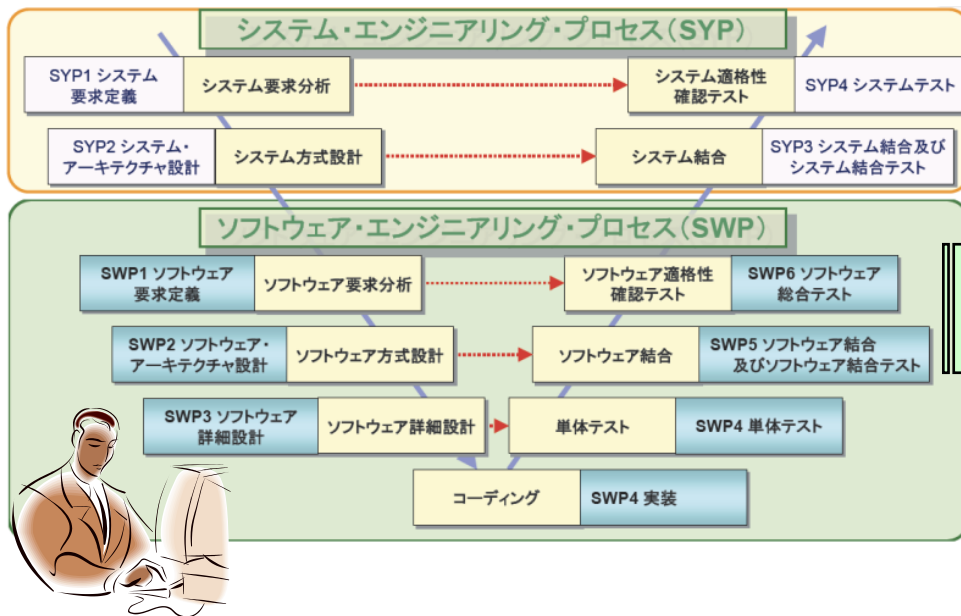 システム・エンジニアリング・プロセス(SYP)
SYP1 システム
要求定義
システム要求分析
システム適格性
確認テスト
SYP4 システムテスト
SYP2 システム・
アーキテクチャ設計
システム方式設計
システム結合
SYP3 システム結合及び
システム結合テスト
ソフトウェア・エンジニアリング・プロセス(SWP)
SWP1 ソフトウェア
要求定義
ソフトウェア要求分析
ソフトウェア適格性
確認テスト
SWP6 ソフトウェア
総合テスト
SWP2 ソフトウェア・
アーキテクチャ設計
ソフトウェア方式設計
ソフトウェア結合
SWP5 ソフトウェア結合
及びソフトウェア結合テスト
SWP3 ソフトウェア
詳細設計
ソフトウェア詳細設計
単体テスト
SWP4 単体テスト
コーディング
SWP4 実装